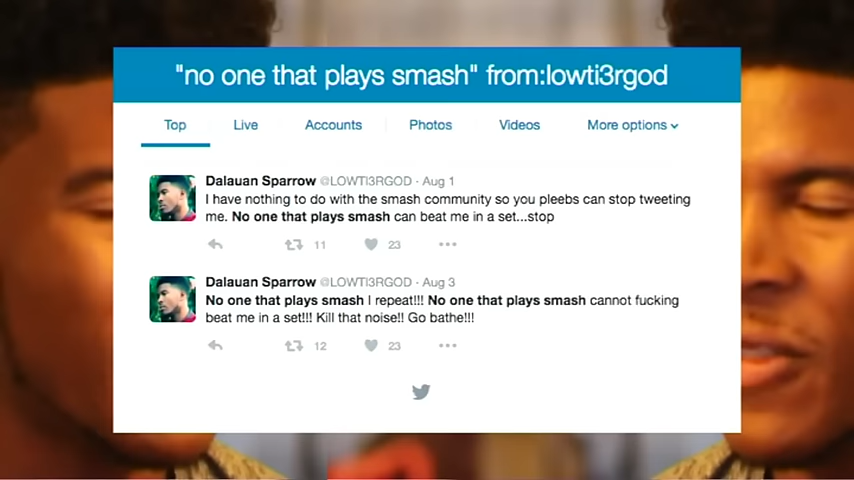 "no one that plays smash" from:lowti3rgod
Top Live Accounts Photos Videos More options
Dalauan Sparrow @LOWTI3RGOD · Aug 1
I have nothing to do with the smash community so you pleebs can stop tweeting
me. No one that plays smash can beat me in a set...stop
11 23
Dalauan Sparrow @LOWTI3RGOD · Aug 3
No one that plays smash I repeat!!! No one that plays smash cannot fucking
beat me in a set!!! Kill that noise!! Go bathe!!!
12 23